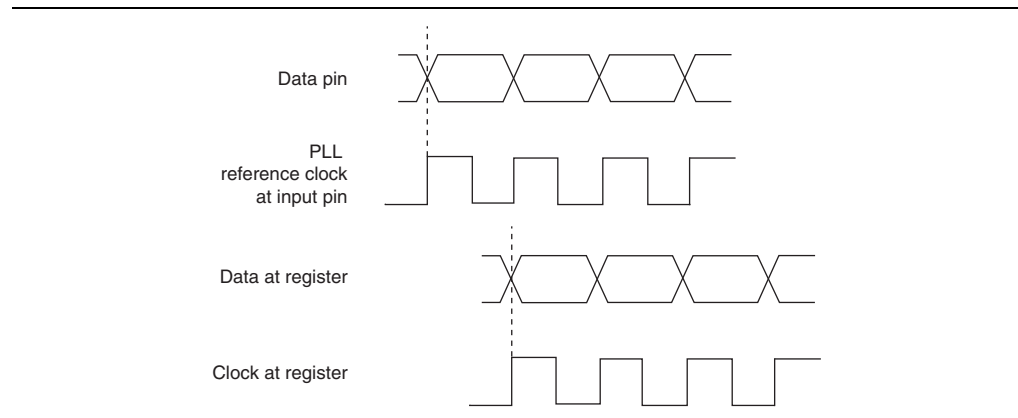 Data pin
PLL
reference clock
at input pin
Data at register
Clock at register